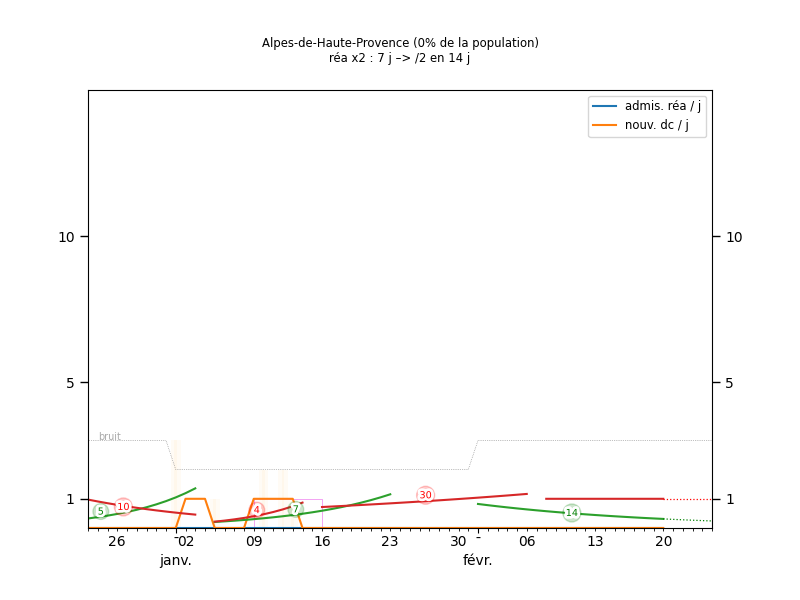 Alpes-de-Haute-Provence (0% de la population)
réa x2 : 7 j –> /2 en 14 j
admis. réa / j
nouv. dc / j
10 10
5 5
bruit
1 1
5 10 4 7 30 14
26 02 09 16 23 30 06 13 20
janv. févr.